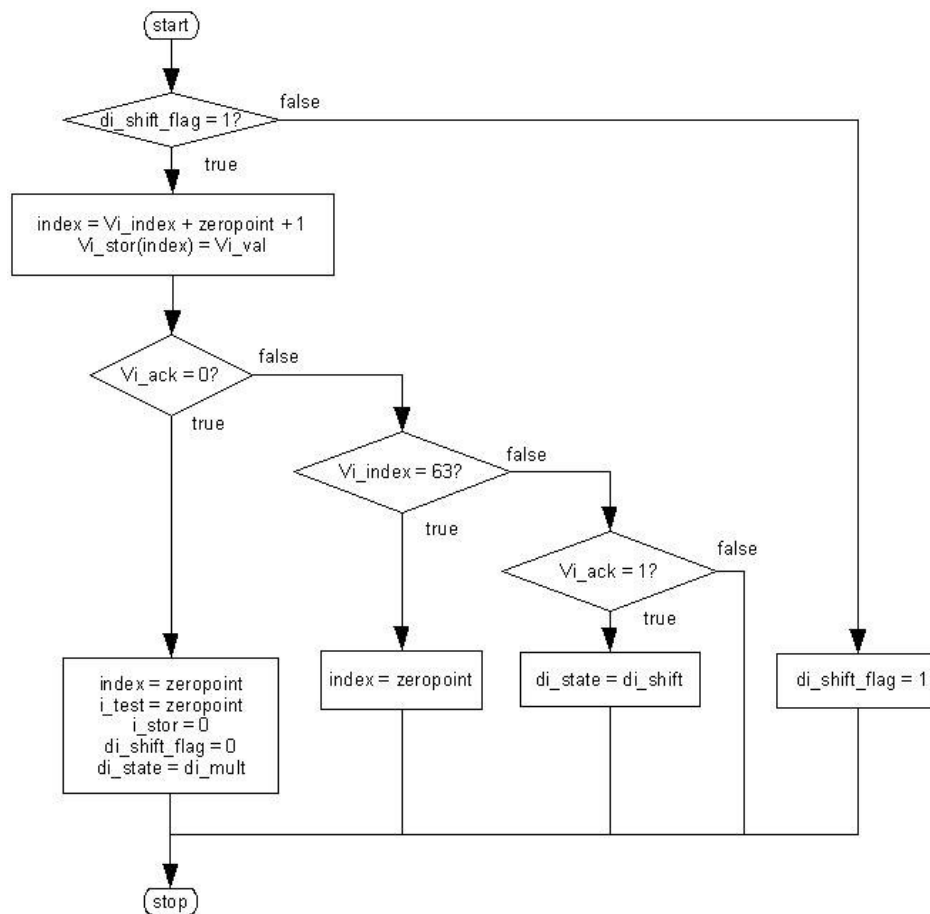 start
di_shift_flag = 1?
false
true
index = Vi_index + zeropoint + 1
Vi_stor(index) = Vi_val
Vi_ack = 0?
false
true
Vi_index = 63?
false
true
Vi_ack = 1?
false
true
index = zeropoint
i_test = zeropoint
i_stor = 0
di_shift_flag = 0
di_state = di_mult
index = zeropoint
di_state = di_shift
di_shift_flag = 1
stop